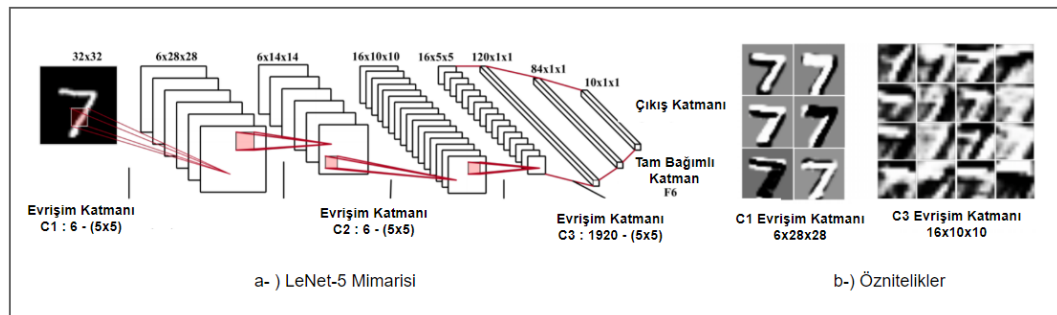 32x32
6x28x28
6x14x14
16x10x10
16x5x5
120x1x1
84x1x1
10x1x1
Çıkış Katmanı
Tam Bağımlı
Katman
F6
Evrişim Katmanı
C1 : 6 - (5x5)
Evrişim Katmanı
C2 : 6 - (5x5)
Evrişim Katmanı
C3 : 1920 - (5x5)
a- ) LeNet-5 Mimarisi
C1 Evrişim Katmanı
6x28x28
C3 Evrişim Katmanı
16x10x10
b-) Öznitelikler